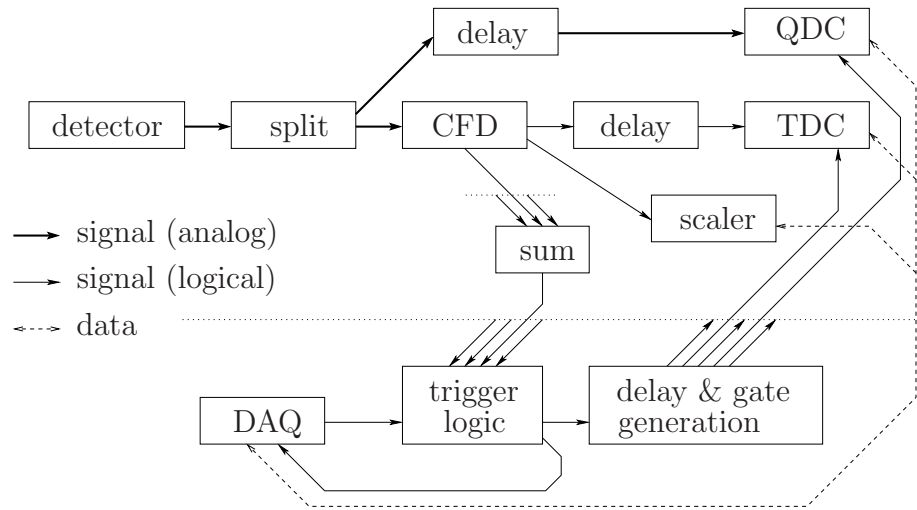 delay
QDC
detector
split
CFD
delay
TDC
scaler
signal (analog)
sum
signal (logical)
data
trigger
logic
delay & gate
generation
DAQ